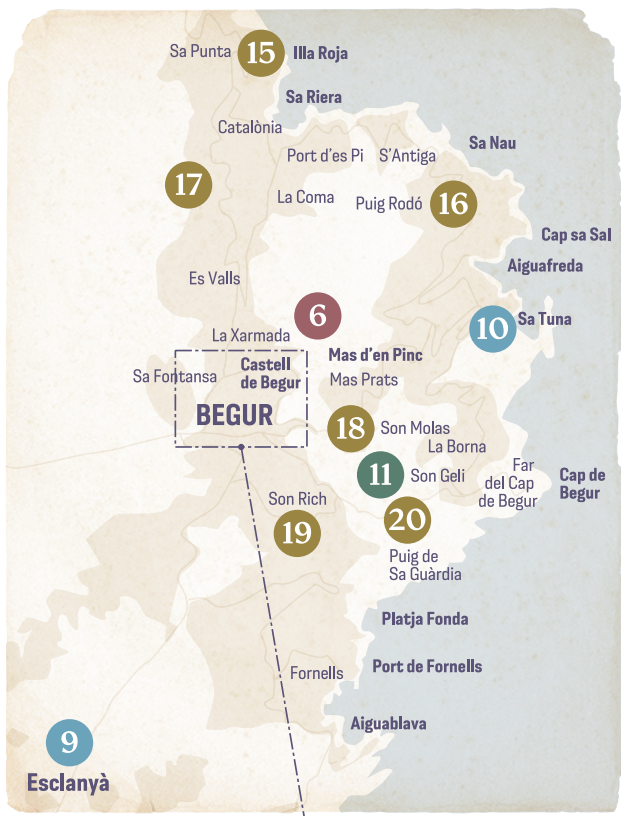 Sa Punta
15
Illa Roja
Sa Riera
Catalònia
Port d'es Pi
S'Antiga
Sa Nau
17
La Coma
Puig Rodó
16
Cap sa Sal
Aiguafreda
Es Valls
6
10
Sa Tuna
La Xarmada
Mas d'en Pinc
Sa Fontansa
Castell
de Begur
Mas Prats
BEGUR
18
Son Molas
La Borna
11
Son Geli
Far
del Cap
de Begur
Cap de
Begur
Son Rich
19
20
Puig de
Sa Guàrdia
Platja Fonda
Fornells
Port de Fornells
Aiguablava
9
Esclanyà